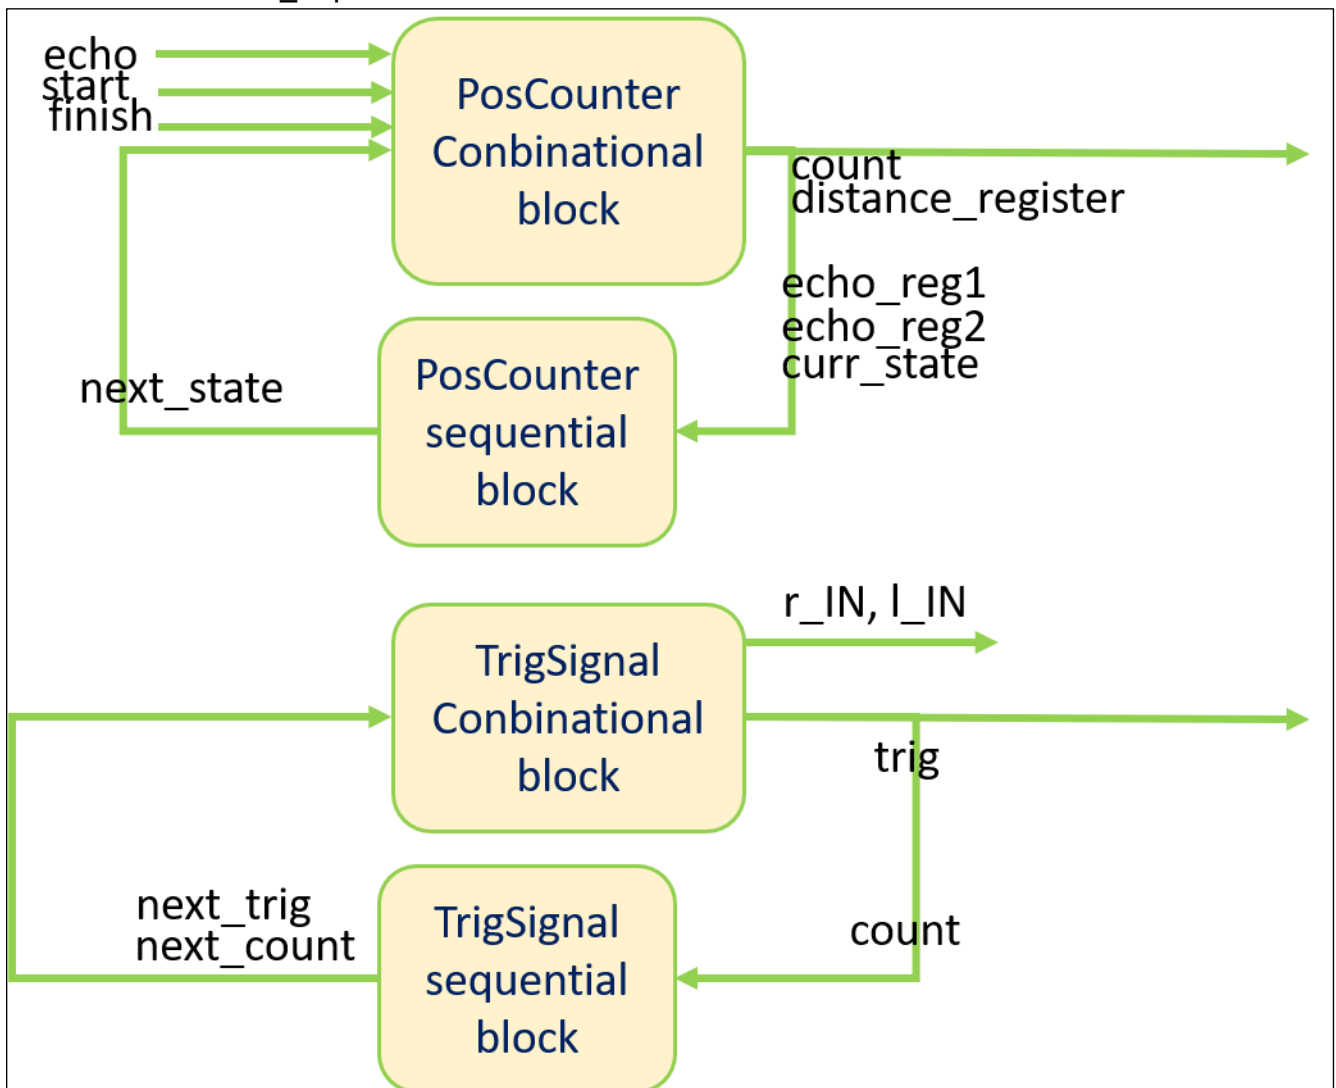 echo
start
finish
PosCounter
Conbinational
block
count
distance_register
echo_reg1
echo_reg2
curr_state
next_state
PosCounter
sequential
block
r_IN, l_IN
TrigSignal
Conbinational
block
trig
next_trig
next_count
TrigSignal
sequential
block
count